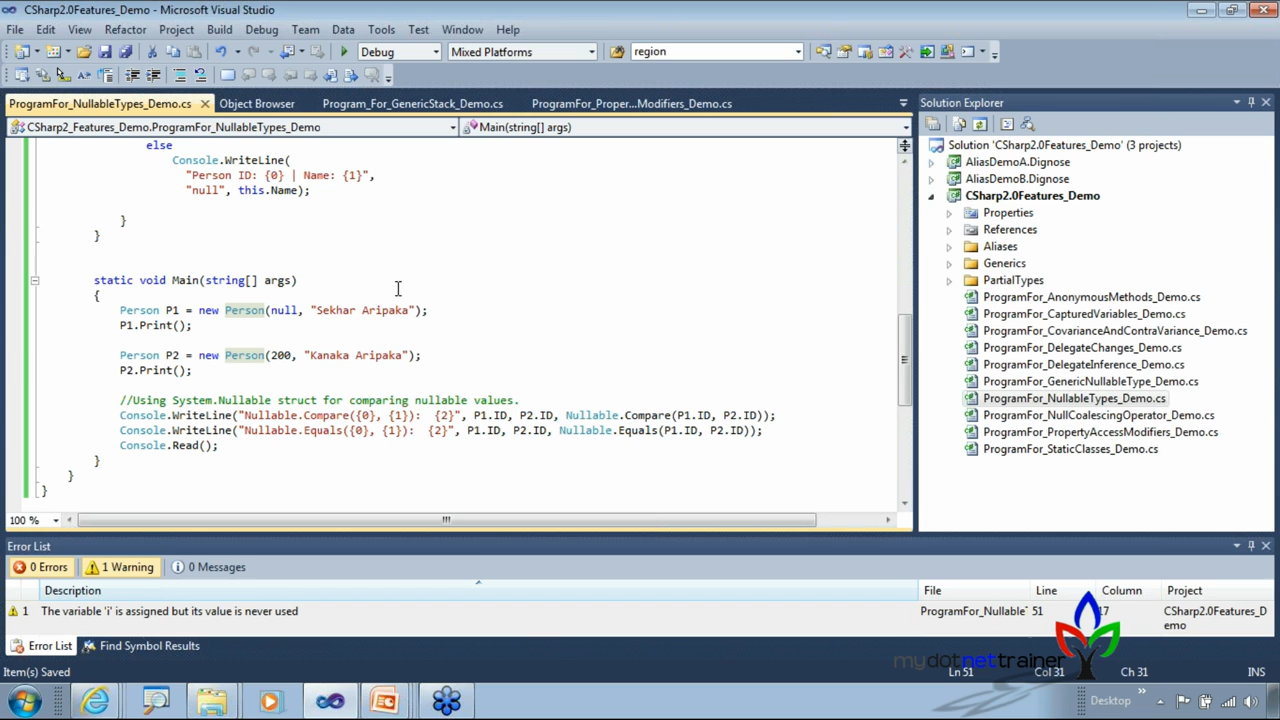 CSharp2.0Features_Demo - Microsoft Visual Studio
File Edit View Refactor Project Build Debug Team Data Tools Test Window Help
Debug Mixed Platforms region
ProgramFor_NullableTypes_Demo.cs Object Browser Program_For_GenericStack_Demo.cs ProgramFor_Proper...Modifiers_Demo.cs
CSharp2_Features_Demo.ProgramFor_NullableTypes_Demo Main(string[] args)
else
Console.WriteLine(
"Person ID: {0} | Name: {1}",
"null", this.Name);
}
}
static void Main(string[] args)
{
Person P1 = new Person(null, "Sekhar Aripaka");
P1.Print();
Person P2 = new Person(200, "Kanaka Aripaka");
P2.Print();
//Using System.Nullable struct for comparing nullable values.
Console.WriteLine("Nullable.Compare({0}, {1}):  {2}", P1.ID, P2.ID, Nullable.Compare(P1.ID, P2.ID));
Console.WriteLine("Nullable.Equals({0}, {1}):  {2}", P1.ID, P2.ID, Nullable.Equals(P1.ID, P2.ID));
Console.Read();
}
}
}
100 %
Solution Explorer
Solution 'CSharp2.0Features_Demo' (3 projects)
AliasDemoA.Dignose
AliasDemoB.Dignose
CSharp2.0Features_Demo
Properties
References
Aliases
Generics
PartialTypes
ProgramFor_AnonymousMethods_Demo.cs
ProgramFor_CapturedVariables_Demo.cs
ProgramFor_CovarianceAndContraVariance_Demo.cs
ProgramFor_DelegateChanges_Demo.cs
ProgramFor_DelegateInference_Demo.cs
ProgramFor_GenericNullableType_Demo.cs
ProgramFor_NullableTypes_Demo.cs
ProgramFor_NullCoalescingOperator_Demo.cs
ProgramFor_PropertyAccessModifiers_Demo.cs
ProgramFor_StaticClasses_Demo.cs
Error List
0 Errors 1 Warning 0 Messages
Description File Line Column Project
1 The variable 'i' is assigned but its value is never used ProgramFor_Nullable 51 17 CSharp2.0Features_D
emo
Error List Find Symbol Results
mydotnettrainer
Item(s) Saved Ln 51 Col 31 Ch 31 INS
Desktop